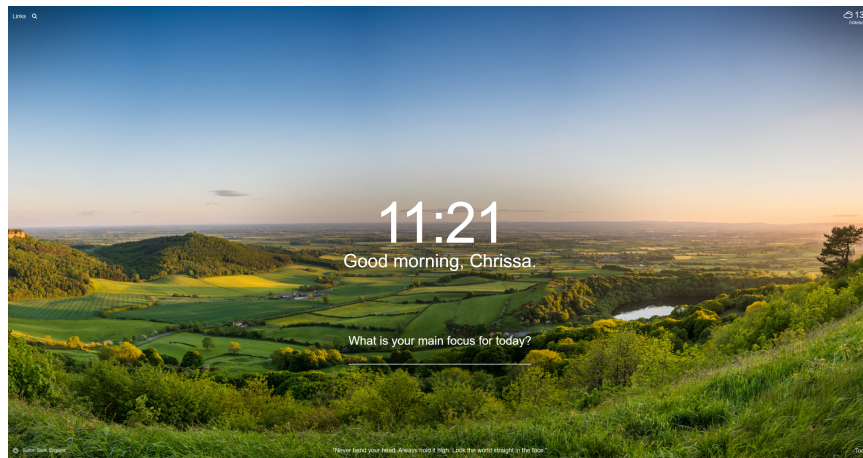 Links
13
11:21
Good morning, Chrissa.
What is your main focus for today?
Sutton Bank, England
"Never bend your head. Always hold it high. Look the world straight in the face."